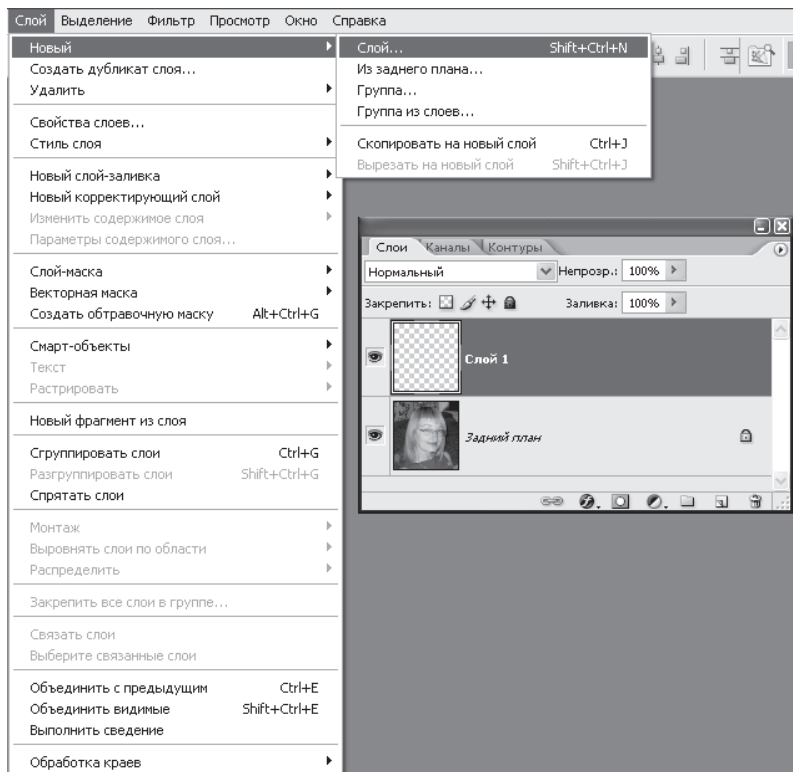 Слой Выделение Фильтр Просмотр Окно Справка
Новый
Создать дубликат слоя...
Удалить
Свойства слоев...
Стиль слоя
Новый слой-заливка
Новый корректирующий слой
Изменить содержимое слоя
Параметры содержимого слоя...
Слой-маска
Векторная маска
Создать обтравочную маску Alt+Ctrl+G
Смарт-объекты
Текст
Растрировать
Новый фрагмент из слоя
Сгруппировать слои Ctrl+G
Разгруппировать слои Shift+Ctrl+G
Спрятать слои
Монтаж
Выровнять слои по области
Распределить
Закрепить все слои в группе...
Связать слои
Выберите связанные слои
Объединить с предыдущим Ctrl+E
Объединить видимые Shift+Ctrl+E
Выполнить сведение
Обработка краев
Слой... Shift+Ctrl+N
Из заднего плана...
Группа...
Группа из слоев...
Скопировать на новый слой Ctrl+J
Вырезать на новый слой Shift+Ctrl+J
Слои Каналы Контуры
Нормальный Непрозр.: 100%
Закрепить: Заливка: 100%
Слой 1
Задний план